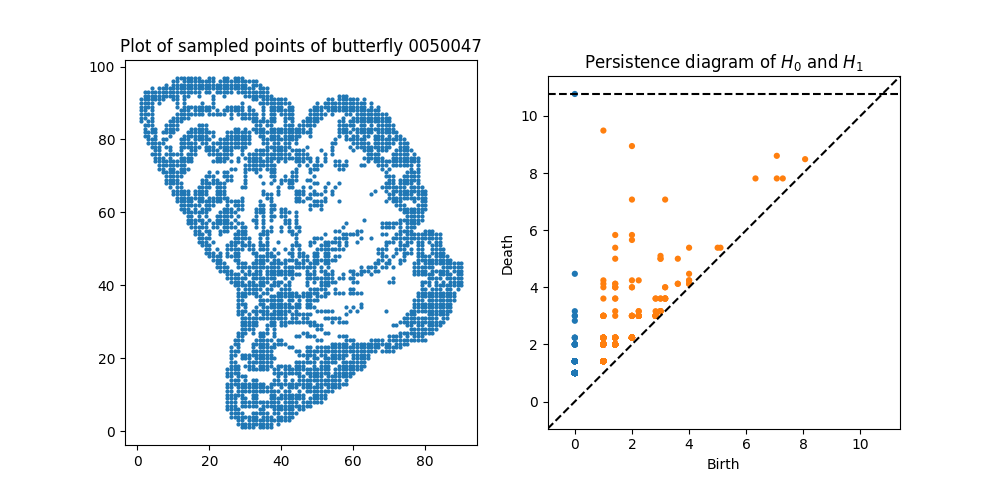 Plot of sampled points of butterfly 0050047
100
80
60
40
20
0
0 20 40 60 80
Persistence diagram of H₀ and H₁
10
8
6
4
2
0
Death
0 2 4 6 8 10
Birth